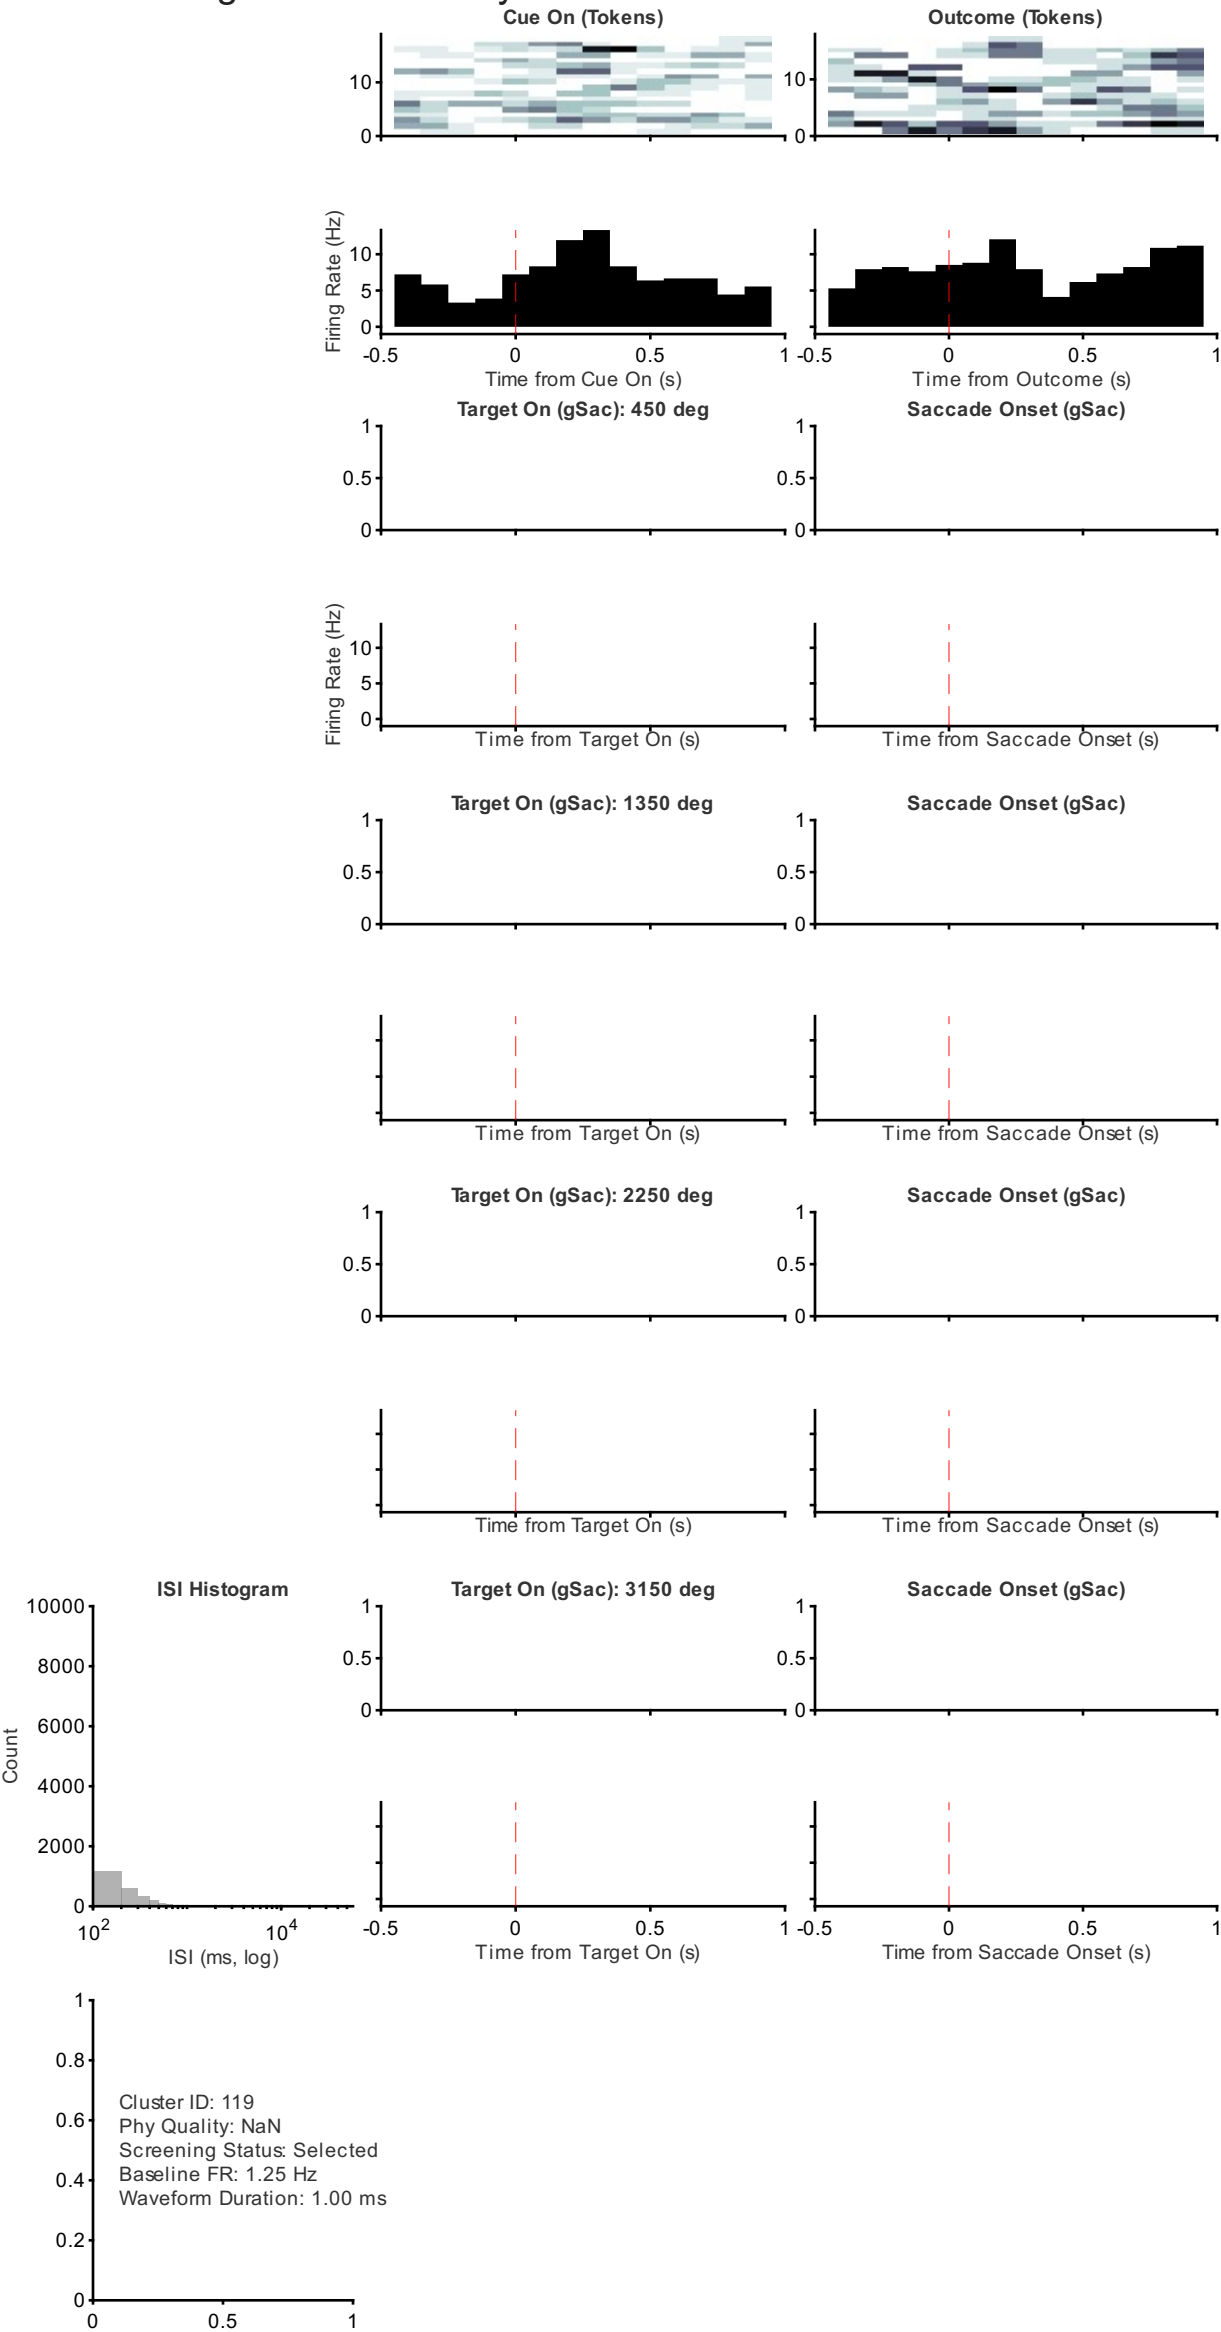 Cue On (Tokens)
Outcome (Tokens)
10
0
10
0
Firing Rate (Hz)
10
5
0
-0.5 0 0.5 1
-0.5 0 0.5 1
Time from Cue On (s)
Time from Outcome (s)
Target On (gSac): 450 deg
Saccade Onset (gSac)
1
0.5
0
1
0.5
0
Firing Rate (Hz)
10
5
0
Time from Target On (s)
Time from Saccade Onset (s)
Target On (gSac): 1350 deg
Saccade Onset (gSac)
1
0.5
0
1
0.5
0
Time from Target On (s)
Time from Saccade Onset (s)
Target On (gSac): 2250 deg
Saccade Onset (gSac)
1
0.5
0
1
0.5
0
Time from Target On (s)
Time from Saccade Onset (s)
ISI Histogram
Target On (gSac): 3150 deg
Saccade Onset (gSac)
Count
10000
8000
6000
4000
2000
0
10^2 10^4
ISI (ms, log)
1
0.5
0
1
0.5
0
-0.5 0 0.5 1
-0.5 0 0.5 1
Time from Target On (s)
Time from Saccade Onset (s)
1
0.8
0.6
0.4
0.2
0
0 0.5 1
Cluster ID: 119
Phy Quality: NaN
Screening Status: Selected
Baseline FR: 1.25 Hz
Waveform Duration: 1.00 ms